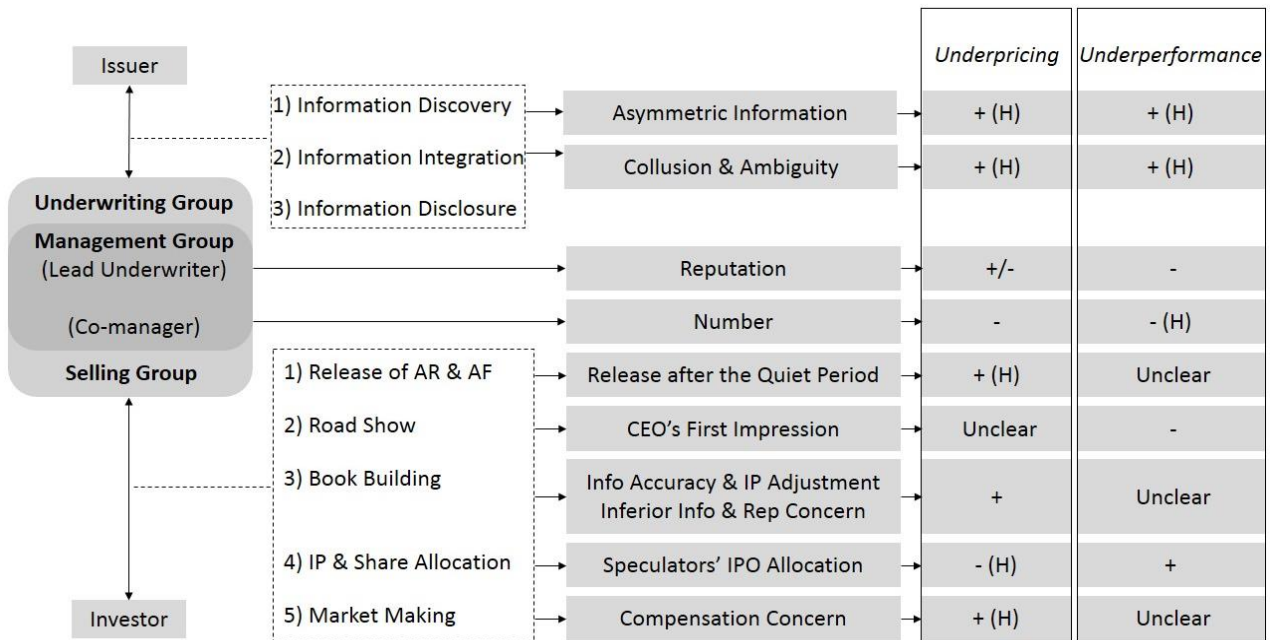 Underpricing
Underperformance
Issuer
1) Information Discovery
2) Information Integration
3) Information Disclosure
Asymmetric Information
+ (H)
+ (H)
Collusion & Ambiguity
+ (H)
+ (H)
Underwriting Group
Management Group
(Lead Underwriter)
(Co-manager)
Selling Group
Reputation
+/-
-
Number
-
- (H)
1) Release of AR & AF
2) Road Show
3) Book Building
4) IP & Share Allocation
5) Market Making
Release after the Quiet Period
+ (H)
Unclear
CEO’s First Impression
Unclear
-
Info Accuracy & IP Adjustment
Inferior Info & Rep Concern
+
Unclear
Speculators’ IPO Allocation
- (H)
+
Compensation Concern
+ (H)
Unclear
Investor